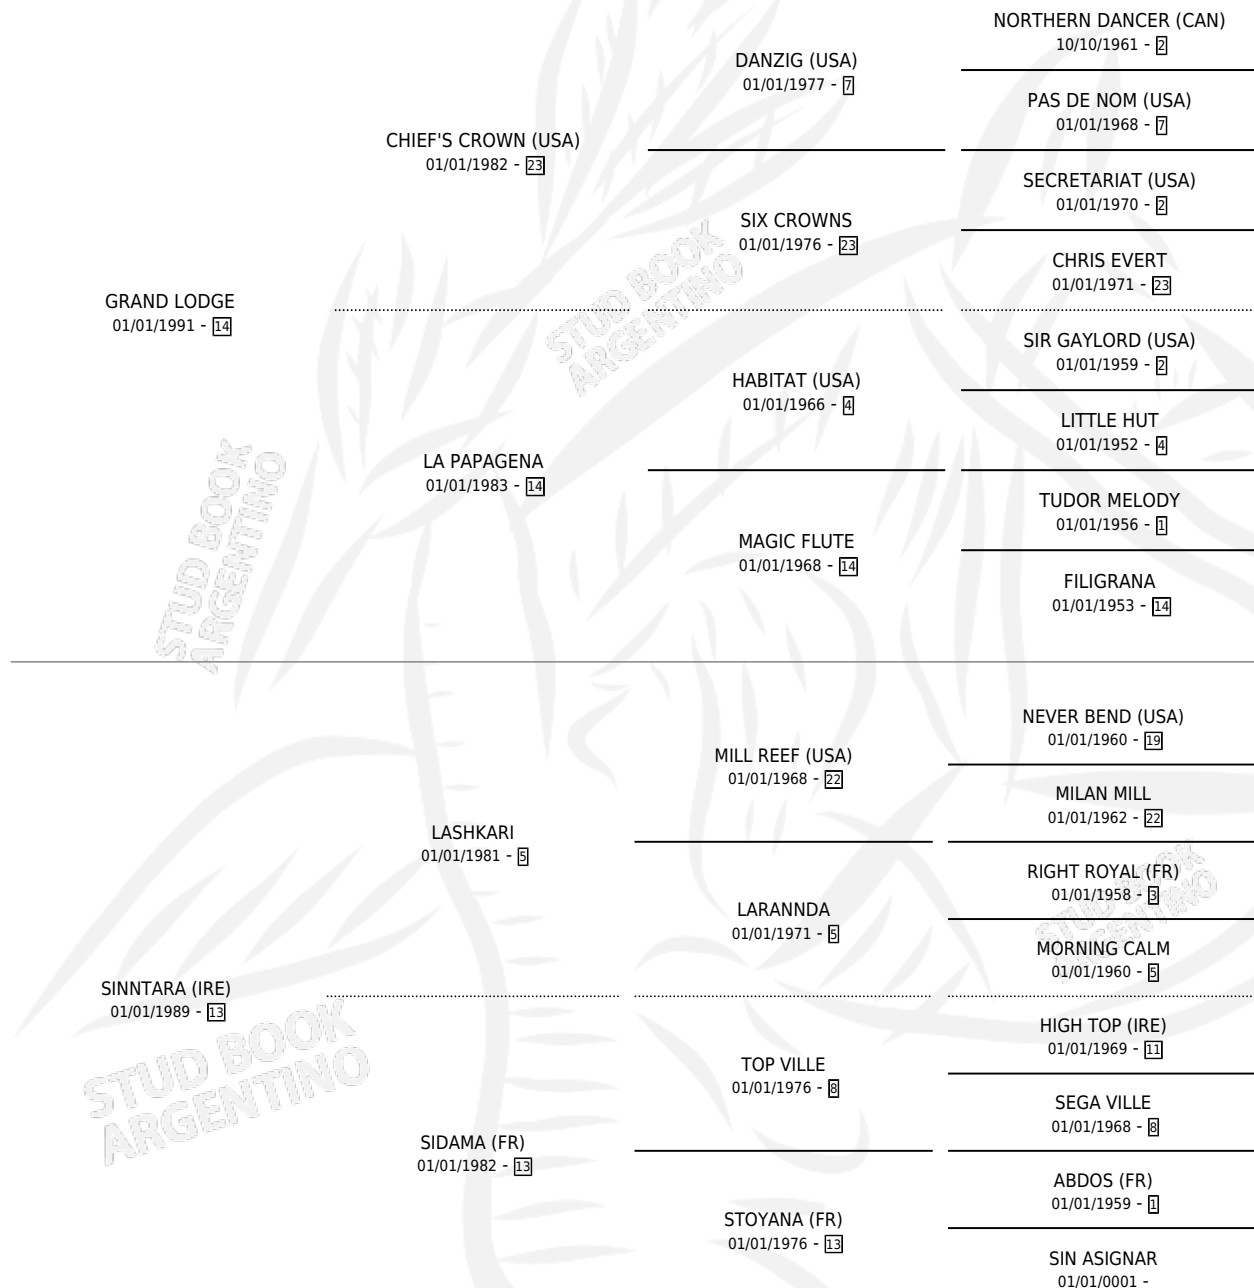 NORTHERN DANCER (CAN)
10/10/1961 - 2
DANZIG (USA)
01/01/1977 - 7
PAS DE NOM (USA)
01/01/1968 - 7
CHIEF'S CROWN (USA)
01/01/1982 - 23
SECRETARIAT (USA)
01/01/1970 - 2
SIX CROWNS
01/01/1976 - 23
CHRIS EVERT
01/01/1971 - 23
GRAND LODGE
01/01/1991 - 14
SIR GAYLORD (USA)
01/01/1959 - 2
HABITAT (USA)
01/01/1966 - 4
LITTLE HUT
01/01/1952 - 4
LA PAPAGENA
01/01/1983 - 14
TUDOR MELODY
01/01/1956 - 1
MAGIC FLUTE
01/01/1968 - 14
FILIGRANA
01/01/1953 - 14
STUD BOOK
ARGENTINO
STUD BOOK
ARGENTINO
NEVER BEND (USA)
01/01/1960 - 19
MILL REEF (USA)
01/01/1968 - 22
MILAN MILL
01/01/1962 - 22
LASHKARI
01/01/1981 - 5
RIGHT ROYAL (FR)
01/01/1958 - 3
LARANNDA
01/01/1971 - 5
MORNING CALM
01/01/1960 - 5
SINNTARA (IRE)
01/01/1989 - 13
HIGH TOP (IRE)
01/01/1969 - 11
TOP VILLE
01/01/1976 - 8
SEGA VILLE
01/01/1968 - 8
SIDAMA (FR)
01/01/1982 - 13
ABDOS (FR)
01/01/1959 - 1
STOYANA (FR)
01/01/1976 - 13
SIN ASIGNAR
01/01/0001 -
STUD BOOK
ARGENTINO
STUD BOOK
ARGENTINO